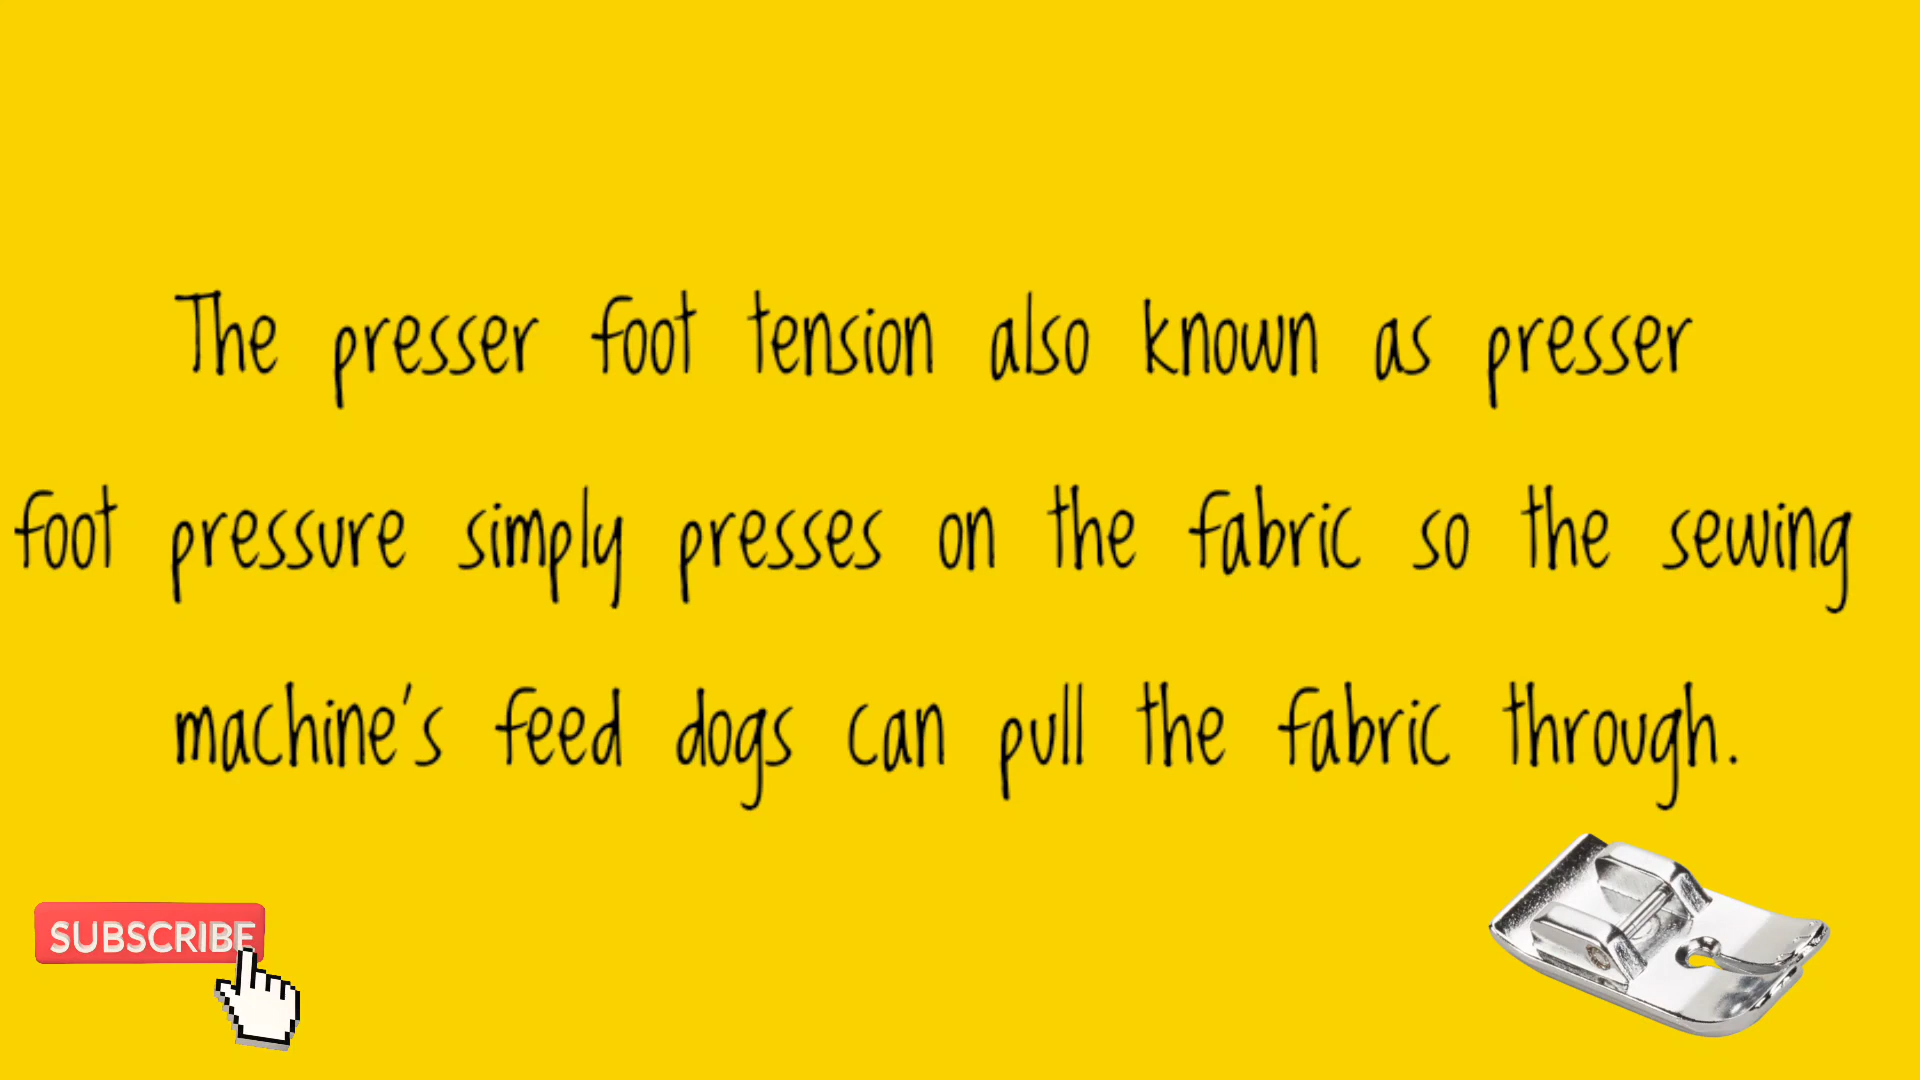 The presser foot tension also known as presser
foot pressure simply presses on the fabric so the sewing
machine's feed dogs can pull the fabric through.
SUBSCRIBE